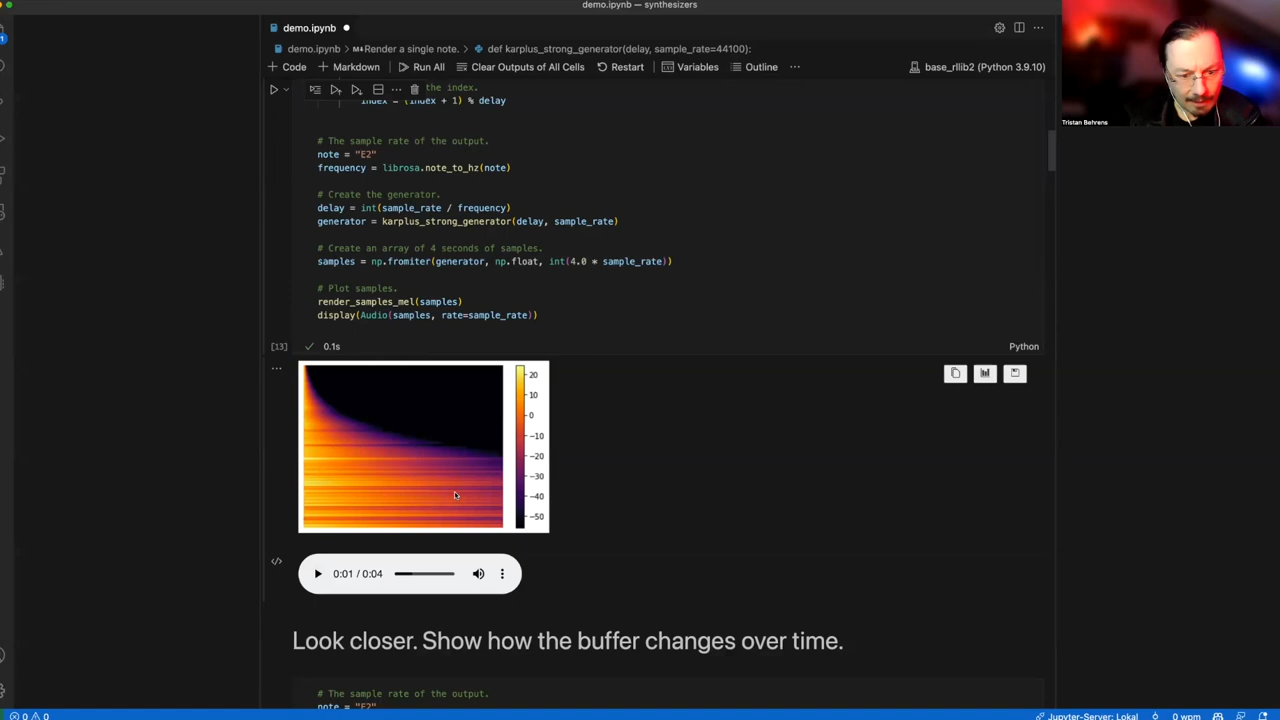 demo.ipynb — synthesizers
demo.ipynb
demo.ipynb > Render a single note. > def karplus_strong_generator(delay, sample_rate=44100):
+ Code + Markdown Run All Clear Outputs of All Cells Restart Variables Outline ... base_rllib2 (Python 3.9.10)
the index.
index = (index + 1) % delay
# The sample rate of the output.
note = "E2"
frequency = librosa.note_to_hz(note)
# Create the generator.
delay = int(sample_rate / frequency)
generator = karplus_strong_generator(delay, sample_rate)
# Create an array of 4 seconds of samples.
samples = np.fromiter(generator, np.float, int(4.0 * sample_rate))
# Plot samples.
render_samples_mel(samples)
display(Audio(samples, rate=sample_rate))
[13] 0.1s Python
20
10
0
−10
−20
−30
−40
−50
0:01 / 0:04
Look closer. Show how the buffer changes over time.
# The sample rate of the output.
note = "E2"
0 0 Jupyter-Server: Lokal 0 wpm
Tristan Behrens
1